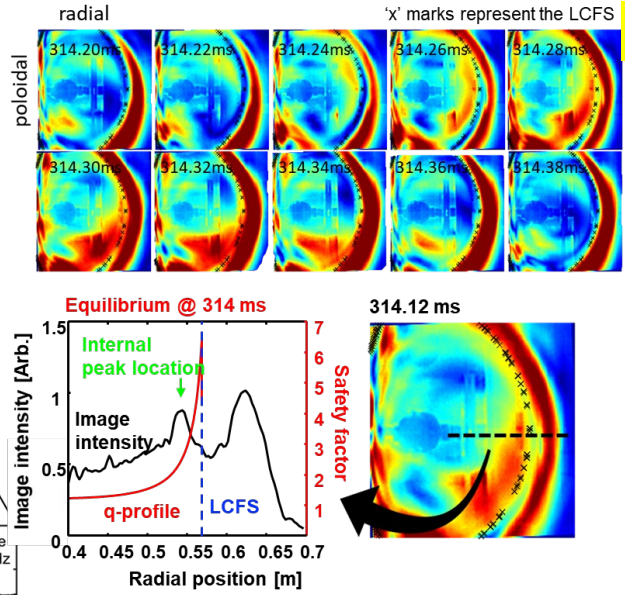 radial
'x' marks represent the LCFS
poloidal
314.20ms
314.22ms
314.24ms
314.26ms
314.28ms
314.30ms
314.32ms
314.34ms
314.36ms
314.38ms
Equilibrium @ 314 ms
314.12 ms
Image intensity [Arb.]
1.5
1
0.5
0
Internal
peak location
Image
intensity
q-profile
LCFS
7
6
5
4
3
2
1
Safety factor
0.4
0.45
0.5
0.55
0.6
0.65
0.7
Radial position [m]
e
lz